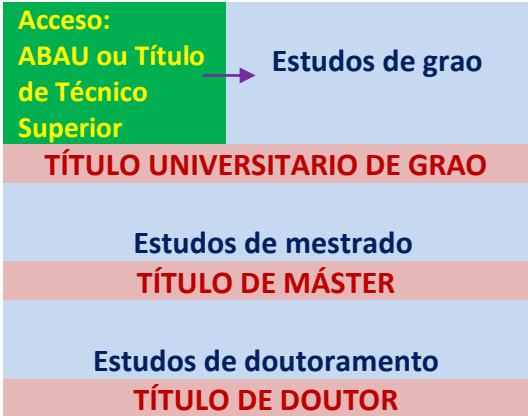 Acceso:
ABAU ou Título
de Técnico
Superior
Estudos de grao
TÍTULO UNIVERSITARIO DE GRAO
Estudos de mestrado
TÍTULO DE MÁSTER
Estudos de doutoramento
TÍTULO DE DOUTOR